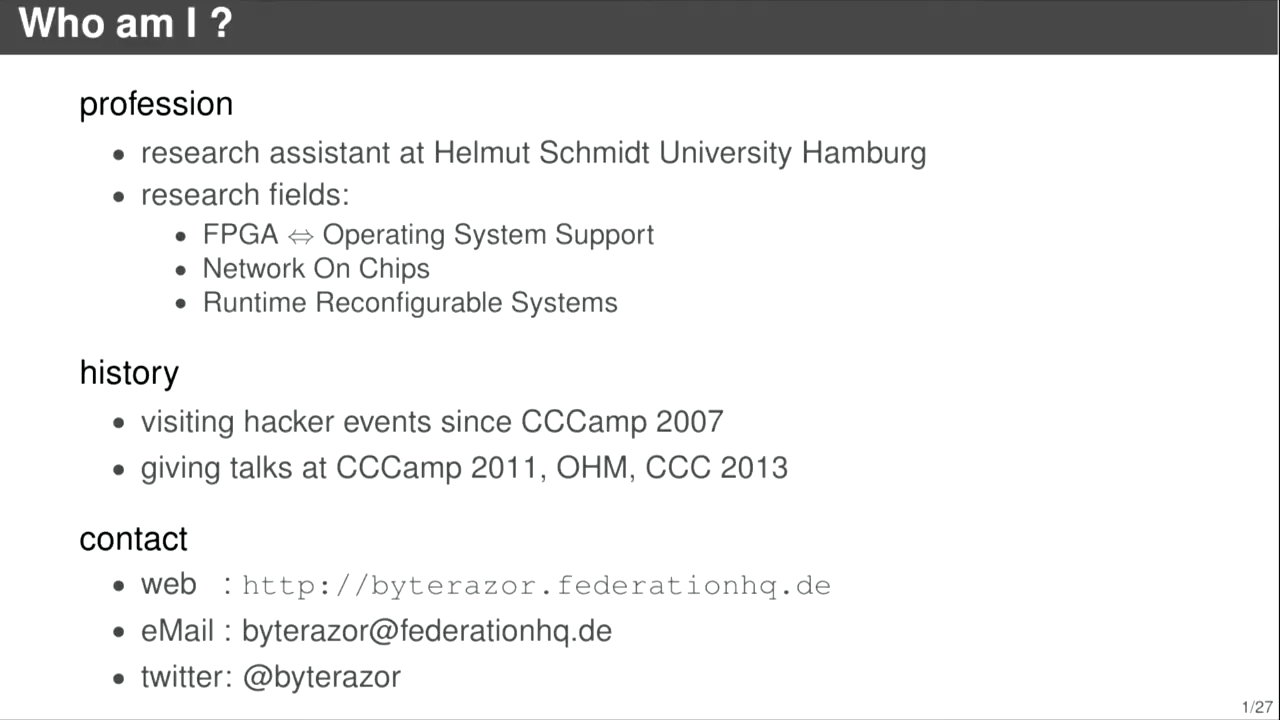 Who am I ?
profession
• research assistant at Helmut Schmidt University Hamburg
• research fields:
• FPGA ⇔ Operating System Support
• Network On Chips
• Runtime Reconfigurable Systems
history
• visiting hacker events since CCCamp 2007
• giving talks at CCCamp 2011, OHM, CCC 2013
contact
• web : http://byterazor.federationhq.de
• eMail : byterazor@federationhq.de
• twitter: @byterazor
1/27